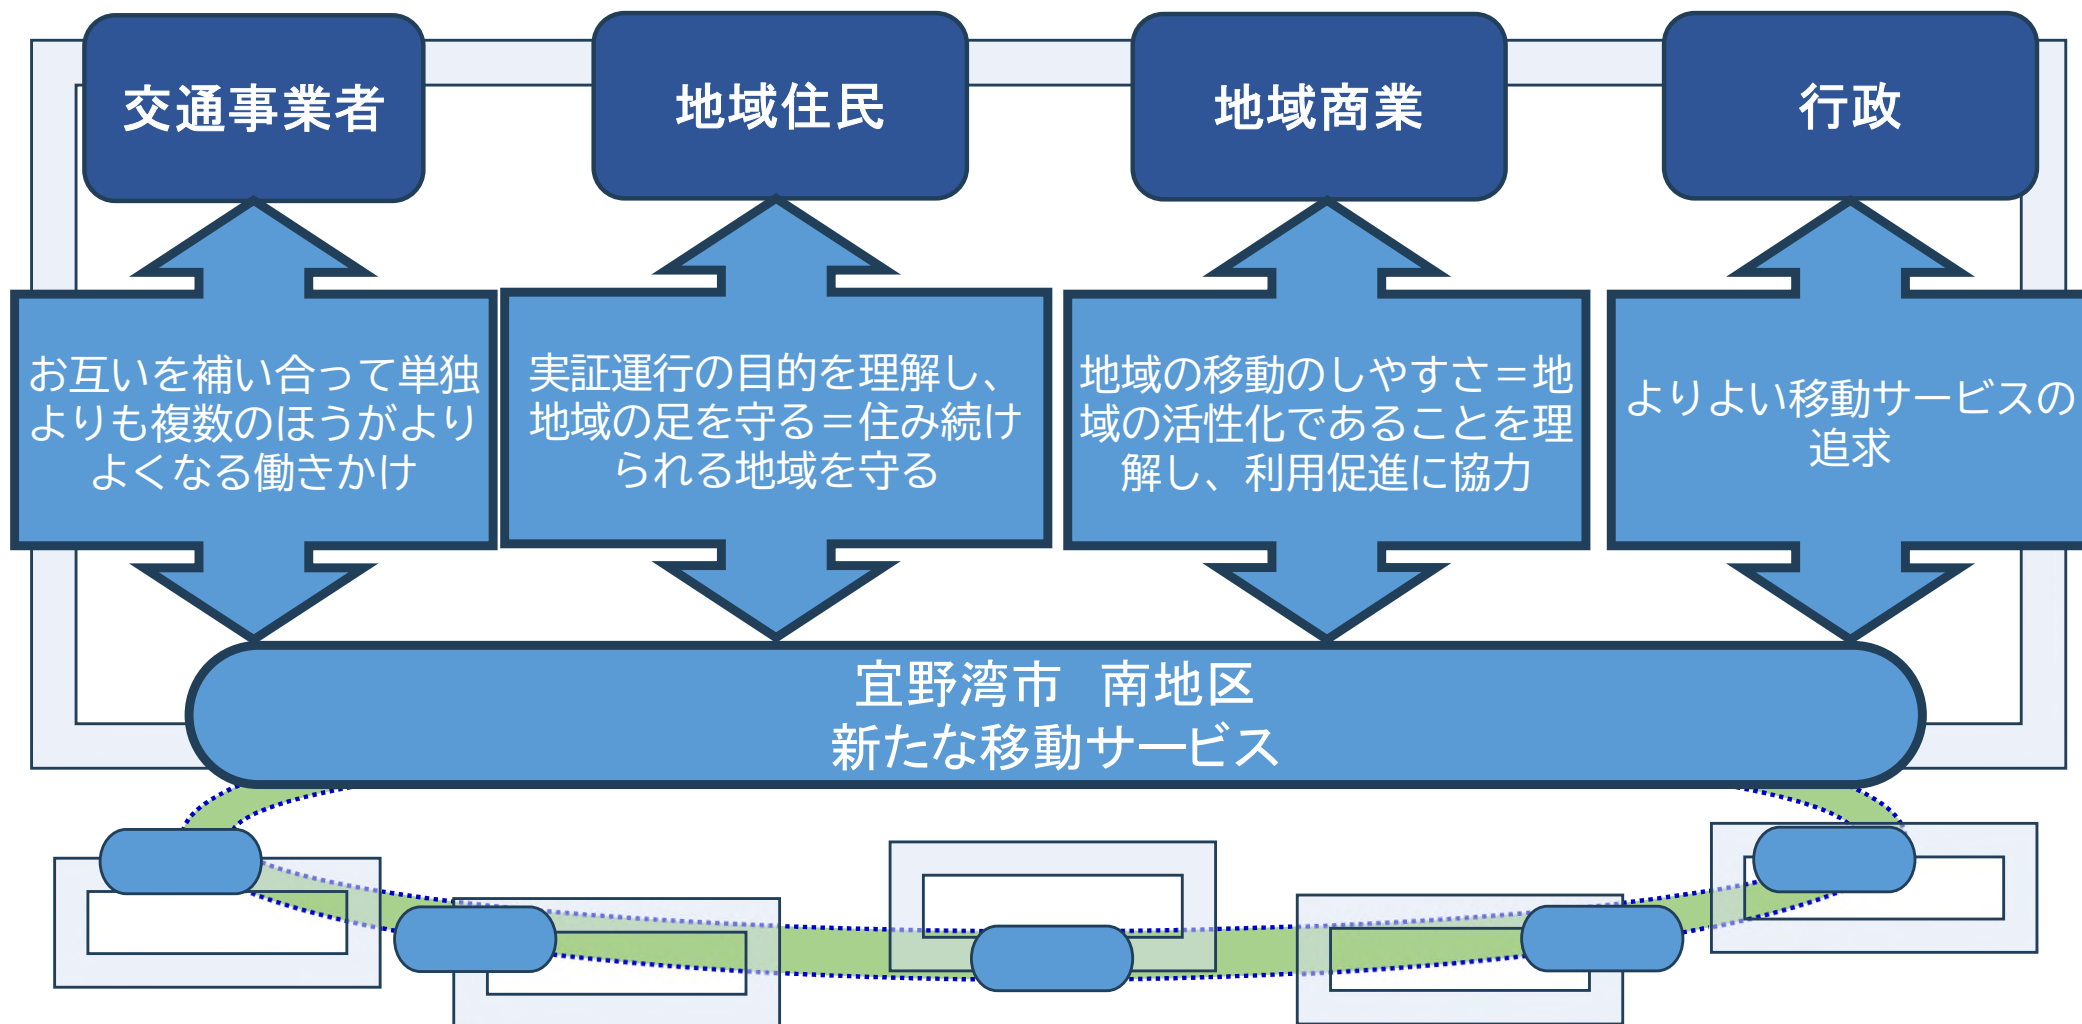 交通事業者
地域住民
地域商業
行政
お互いを補い合って単独
よりも複数のほうがより
よくなる働きかけ
実証運行の目的を理解し、
地域の足を守る＝住み続け
られる地域を守る
地域の移動のしやすさ＝地
域の活性化であることを理
解し、利用促進に協力
よりよい移動サービスの
追求
宜野湾市　南地区
新たな移動サービス